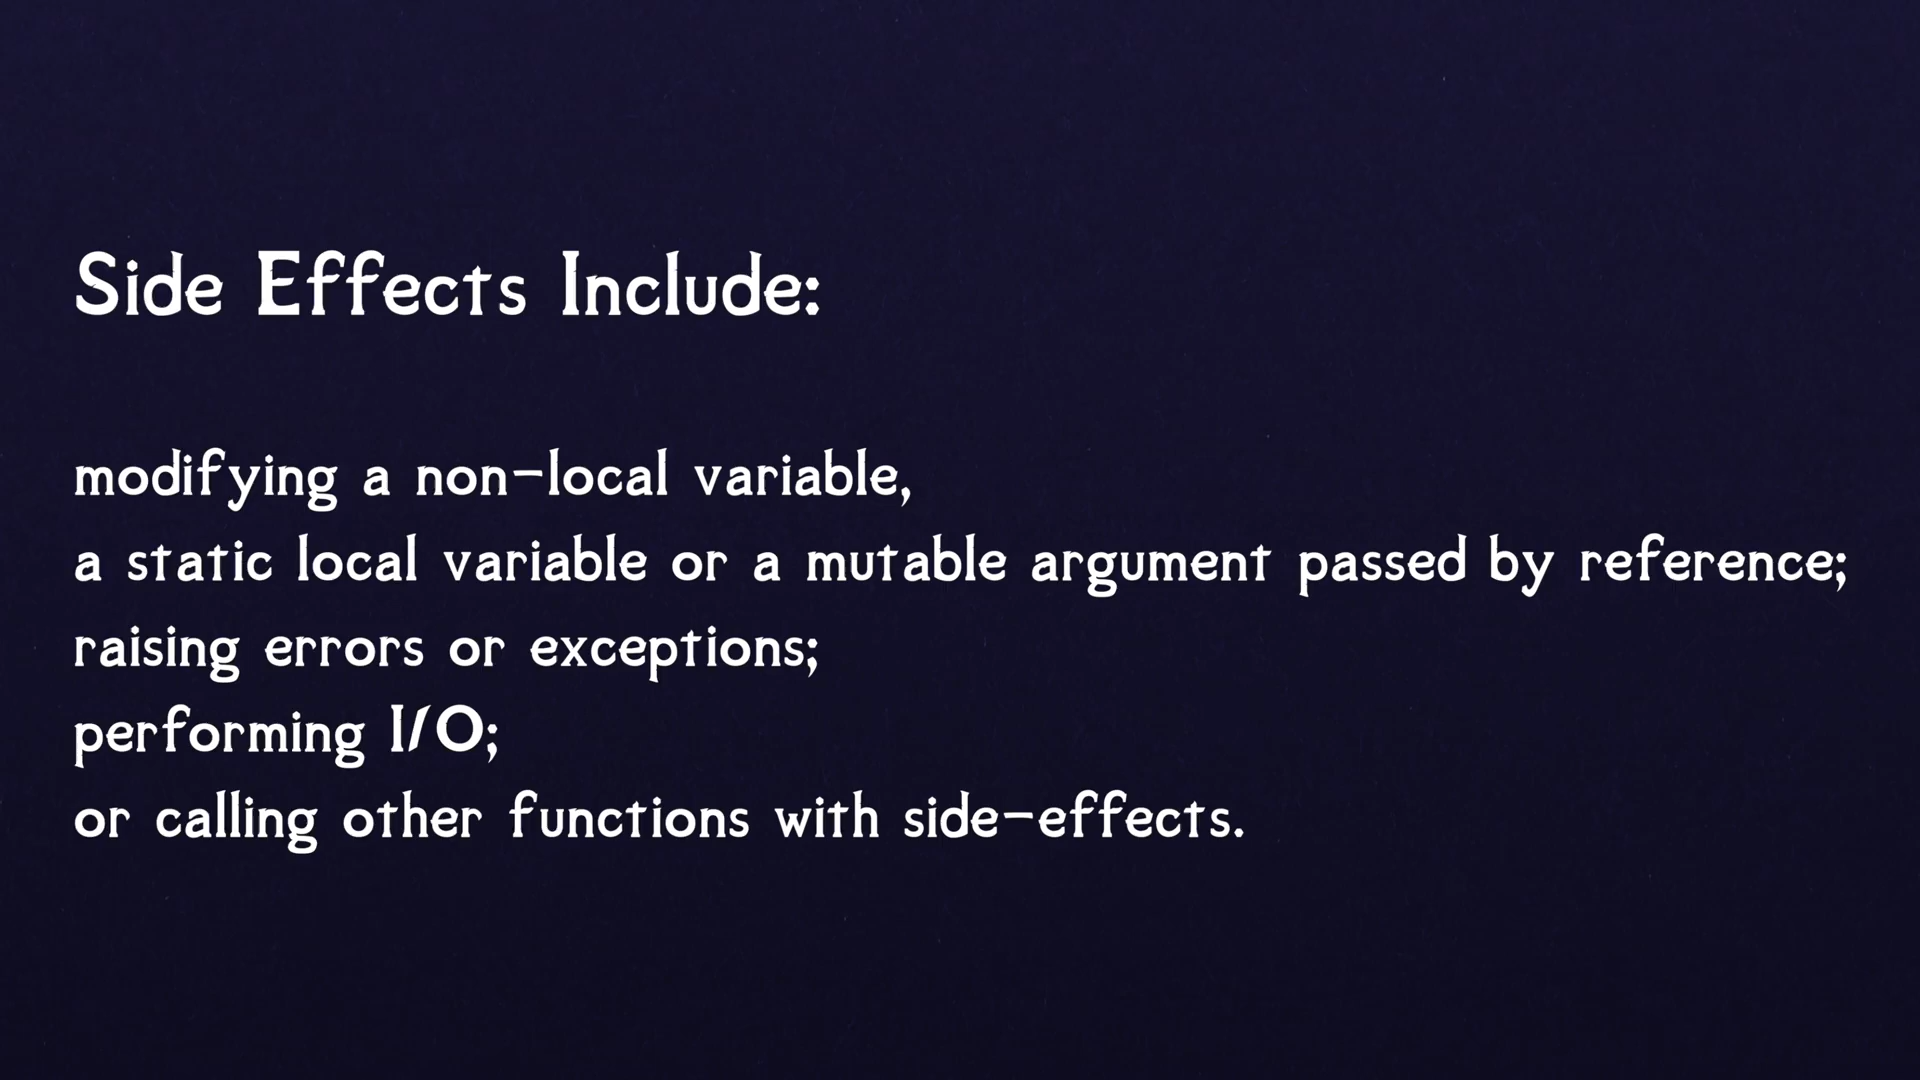 Side Effects Include:
modifying a non-local variable,
a static local variable or a mutable argument passed by reference;
raising errors or exceptions;
performing I/O;
or calling other functions with side-effects.